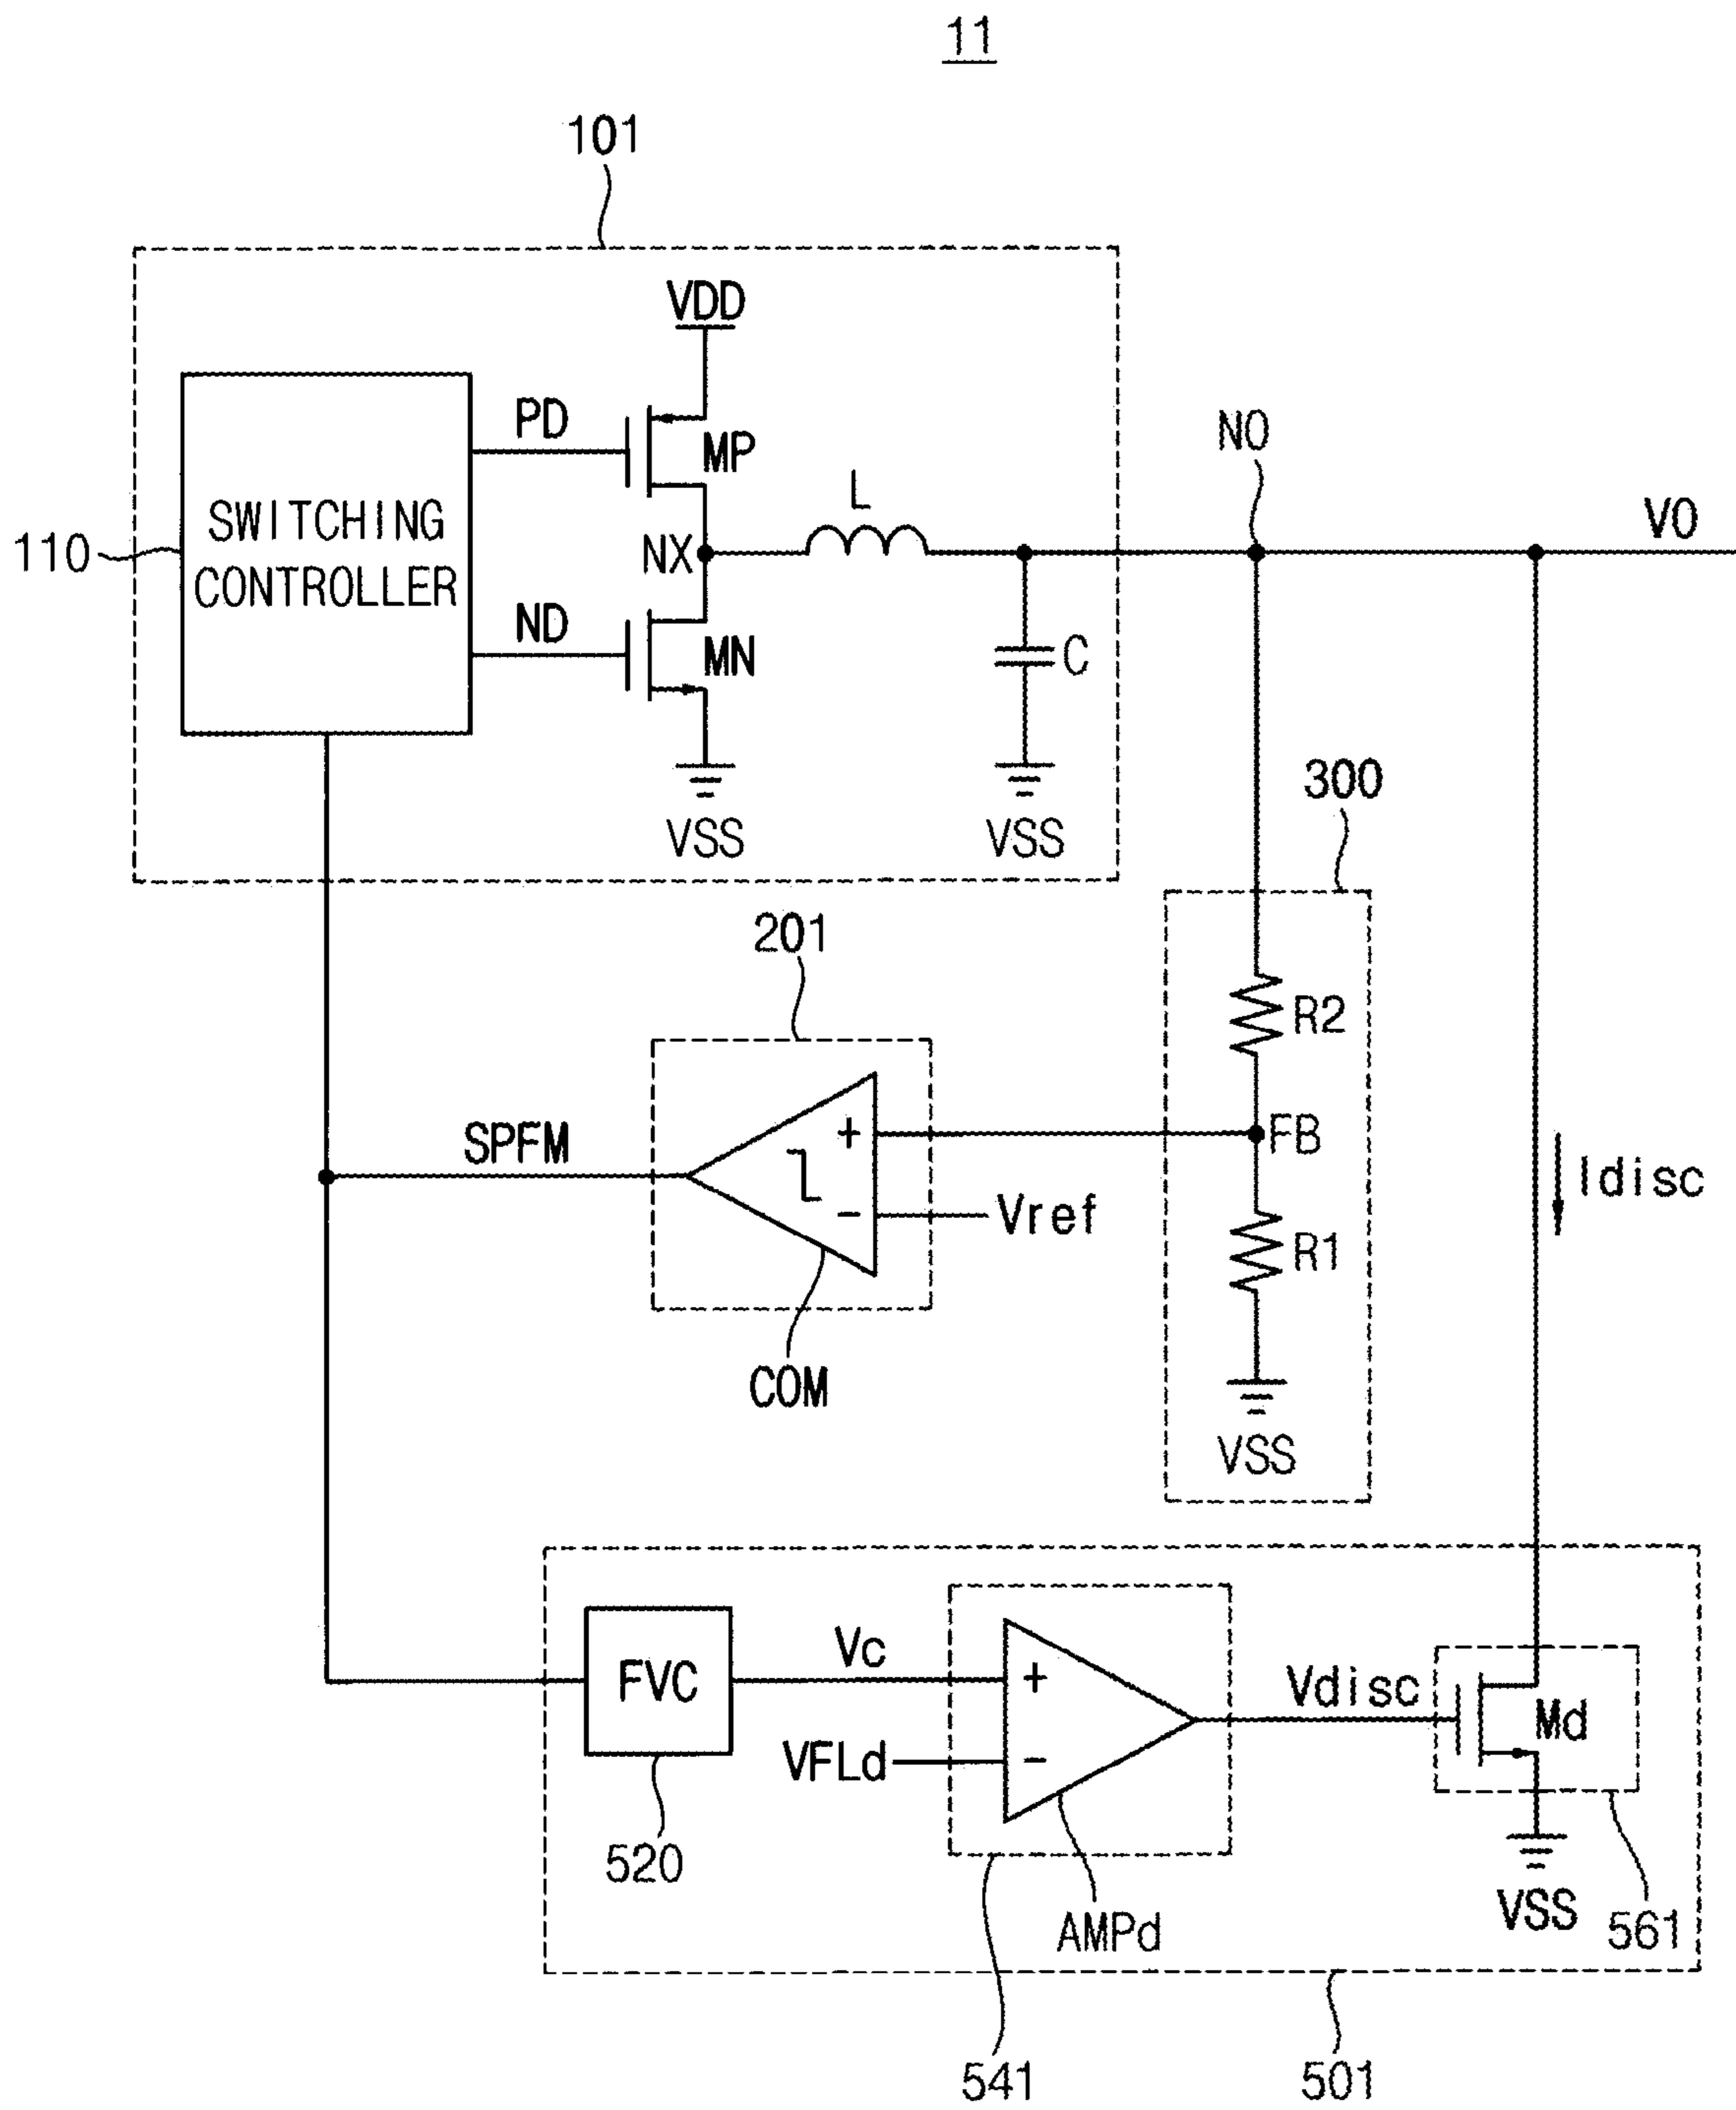 11
101
VDD
PD
MP
NO
L
VO
SWITCHING
CONTROLLER
110
NX
ND
MN
C
VSS
VSS
300
201
R2
+
FB
SPFM
Idisc
-
Vref
R1
COM
VSS
FVC
Vc
+
Vdisc
Md
VFLd
-
520
AMPd
VSS
561
541
501